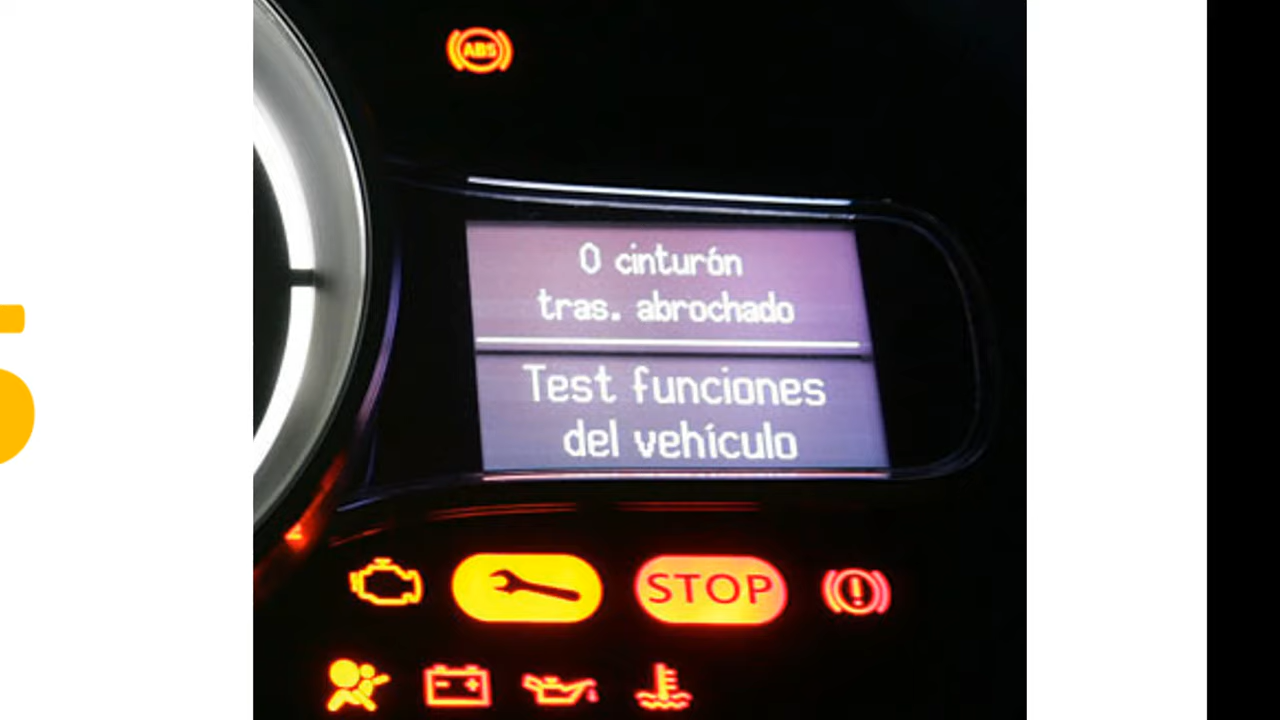 ABS
0 cinturón
tras. abrochado
Test funciones
del vehículo
STOP